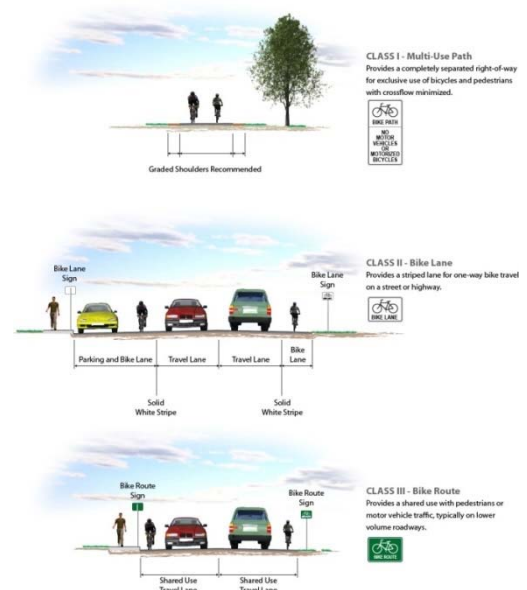 CLASS I - Multi-Use Path
Provides a completely separated right-of-way
for exclusive use of bicycles and pedestrians
with crossflow minimized.
BIKE PATH
NO
MOTOR
VEHICLES
OR
MOTORIZED
BICYCLES
Graded Shoulders Recommended
CLASS II - Bike Lane
Provides a striped lane for one-way bike travel
on a street or highway.
BIKE LANE
Bike Lane
Sign
Bike Lane
Sign
Parking and Bike Lane
Travel Lane
Travel Lane
Bike
Lane
Solid
White Stripe
Solid
White Stripe
CLASS III - Bike Route
Provides a shared use with pedestrians or
motor vehicle traffic, typically on lower
volume roadways.
BIKE ROUTE
Bike Route
Sign
Bike Route
Sign
Shared Use
Travel Lane
Shared Use
Travel Lane